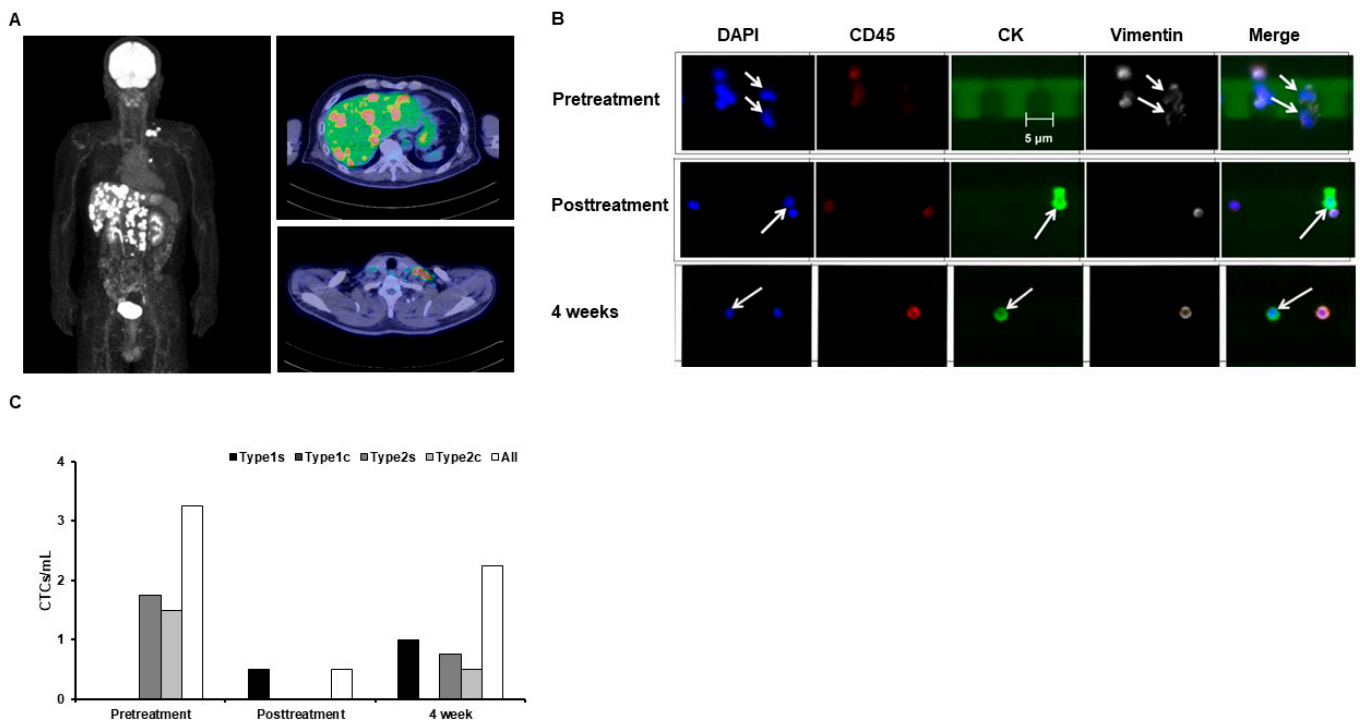 A
B
DAPI CD45 CK Vimentin Merge
Pretreatment
5 µm
Posttreatment
4 weeks
C
Type1s Type1c Type2s Type2c All
4
3
2
1
0
CTCs/mL
Pretreatment Posttreatment 4 week